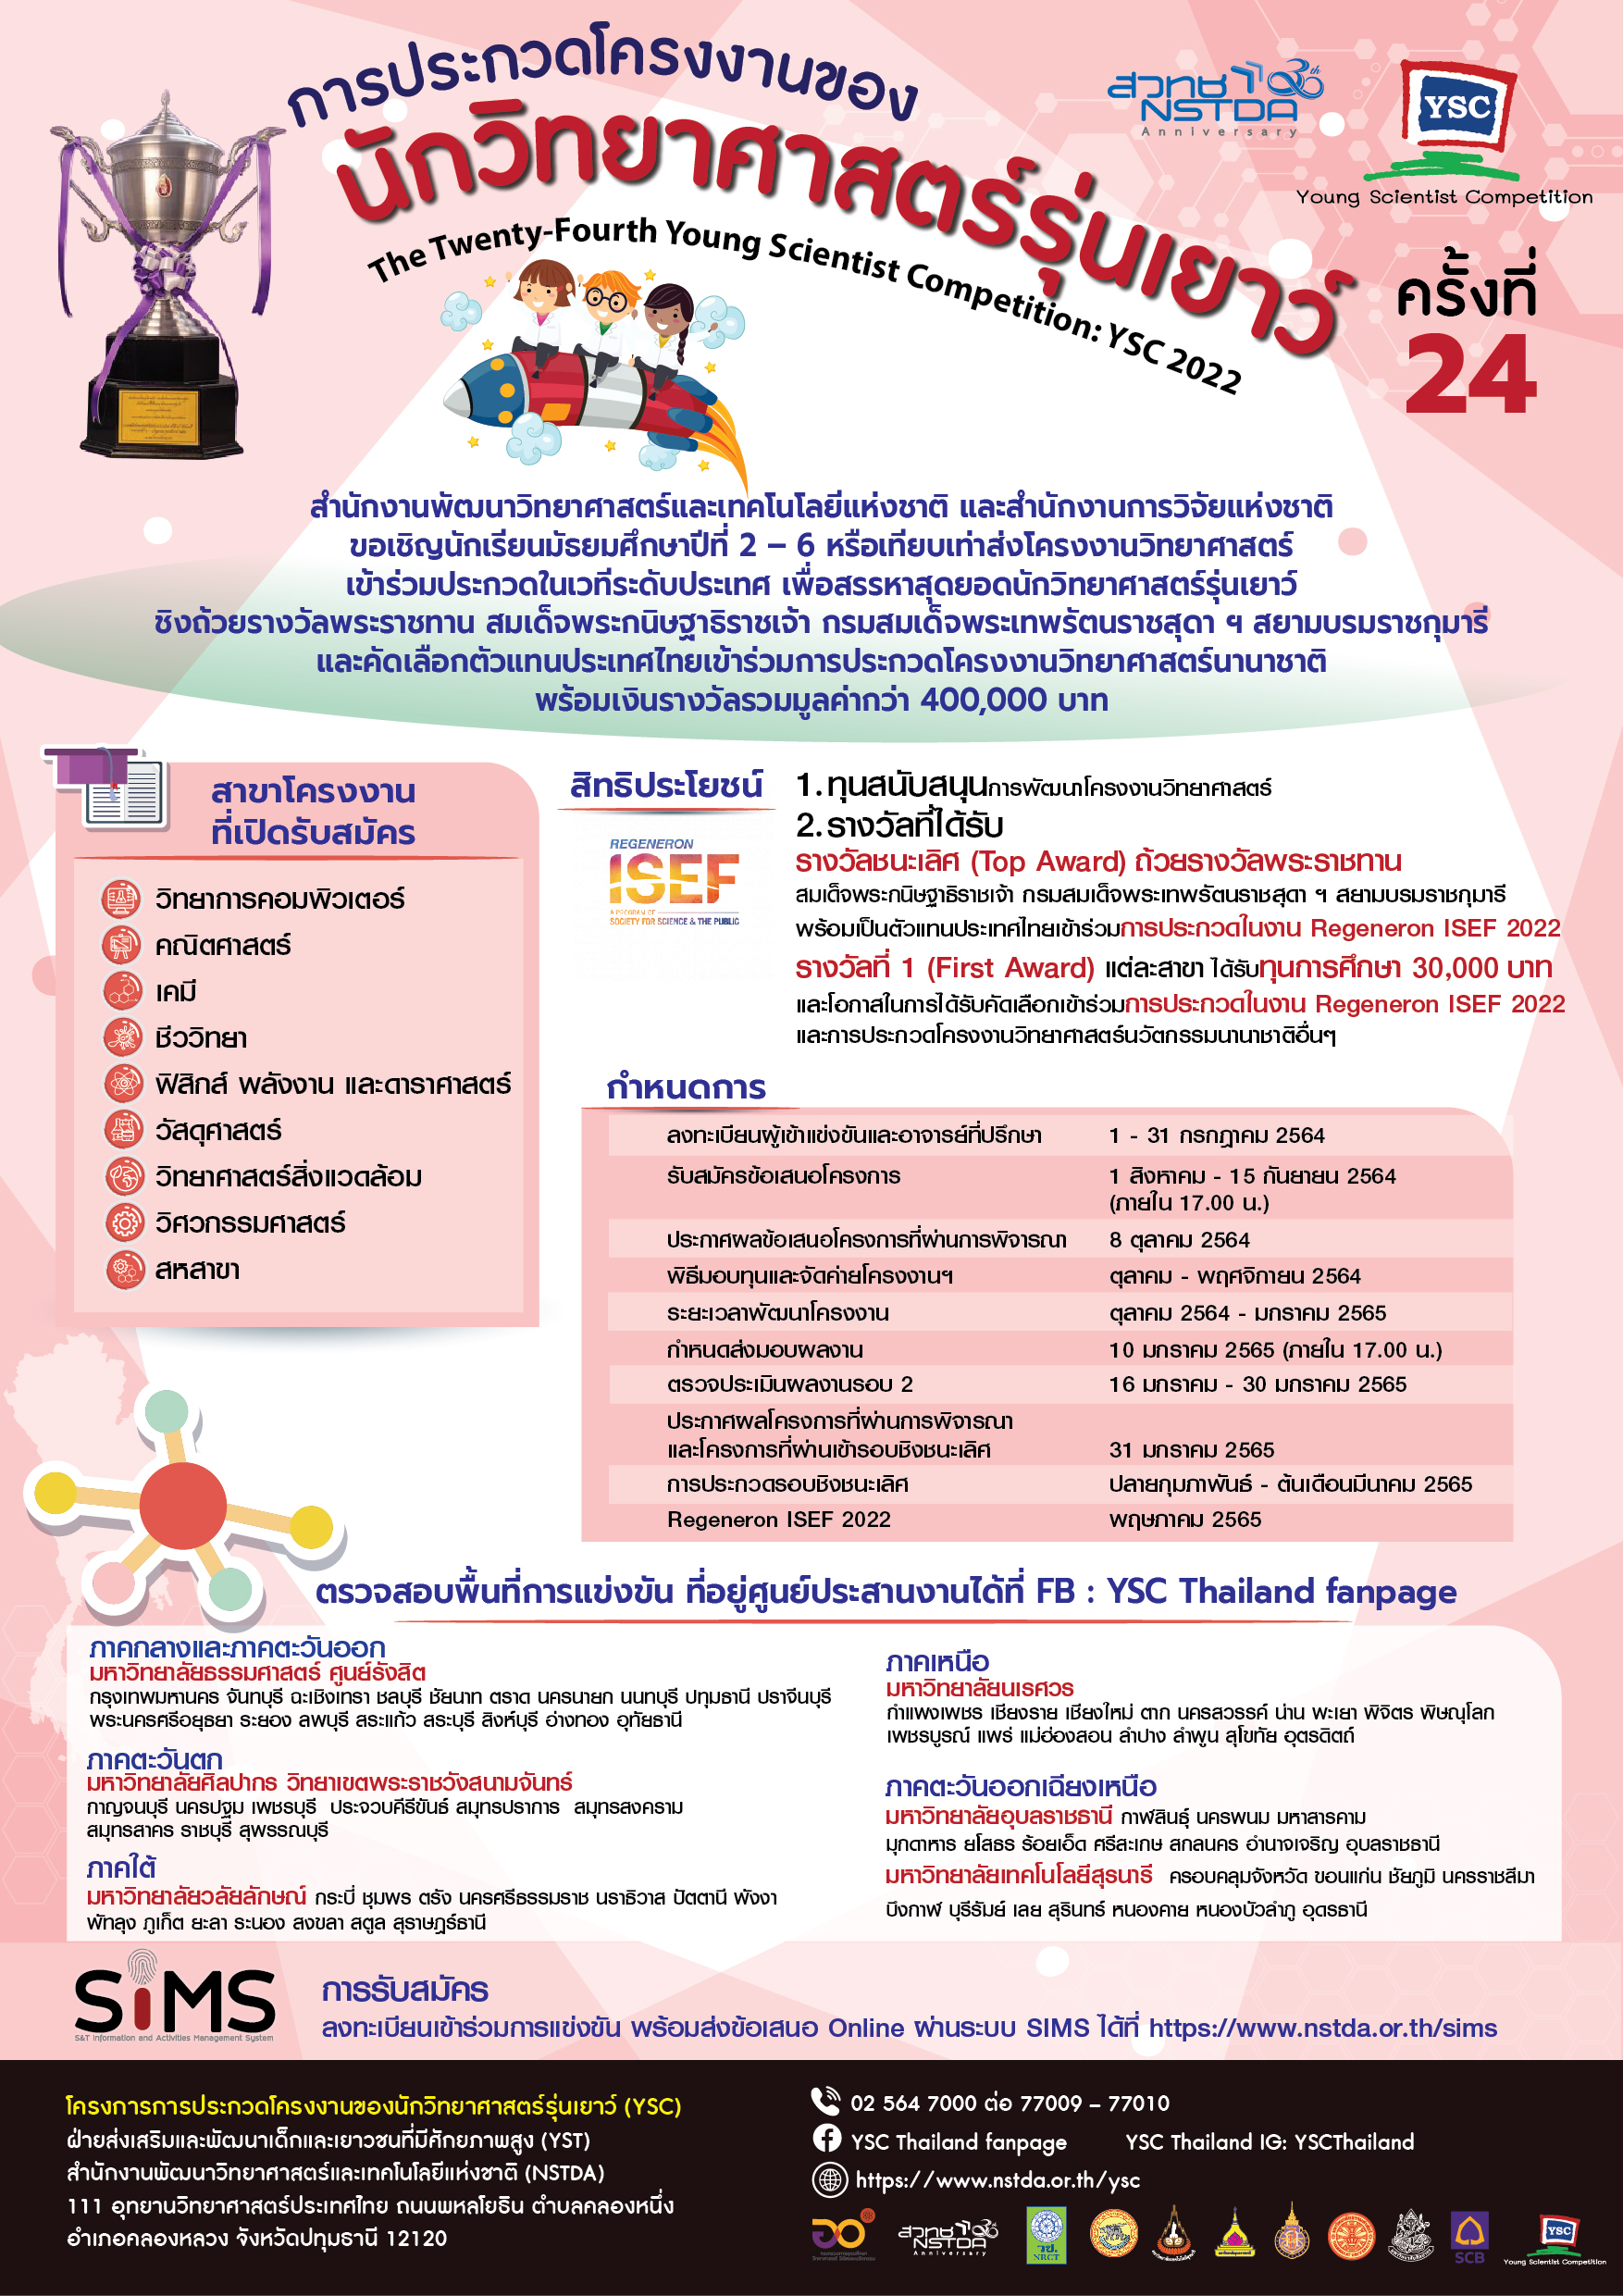 การประกวดโครงงานของ
นักวิทยาศาสตร์รุ่นเยาว์
The Twenty-Fourth Young Scientist Competition: YSC 2022
ครั้งที่
24
สวทช
NSTDA
30th
Anniversary
YSC
Young Scientist Competition
สำนักงานพัฒนาวิทยาศาสตร์และเทคโนโลยีแห่งชาติ และสำนักงานการวิจัยแห่งชาติ
ขอเชิญนักเรียนมัธยมศึกษาปีที่ 2 – 6 หรือเทียบเท่าส่งโครงงานวิทยาศาสตร์
เข้าร่วมประกวดในเวทีระดับประเทศ เพื่อสรรหาสุดยอดนักวิทยาศาสตร์รุ่นเยาว์
ชิงถ้วยรางวัลพระราชทาน สมเด็จพระกนิษฐาธิราชเจ้า กรมสมเด็จพระเทพรัตนราชสุดา ฯ สยามบรมราชกุมารี
และคัดเลือกตัวแทนประเทศไทยเข้าร่วมการประกวดโครงงานวิทยาศาสตร์นานาชาติ
พร้อมเงินรางวัลรวมมูลค่ากว่า 400,000 บาท
สาขาโครงงาน
ที่เปิดรับสมัคร
วิทยาการคอมพิวเตอร์
คณิตศาสตร์
เคมี
ชีววิทยา
ฟิสิกส์ พลังงาน และดาราศาสตร์
วัสดุศาสตร์
วิทยาศาสตร์สิ่งแวดล้อม
วิศวกรรมศาสตร์
สหสาขา
สิทธิประโยชน์
REGENERON
ISEF
A PROGRAM OF
SOCIETY FOR SCIENCE & THE PUBLIC
1. ทุนสนับสนุนการพัฒนาโครงงานวิทยาศาสตร์
2. รางวัลที่ได้รับ
รางวัลชนะเลิศ (Top Award) ถ้วยรางวัลพระราชทาน
สมเด็จพระกนิษฐาธิราชเจ้า กรมสมเด็จพระเทพรัตนราชสุดา ฯ สยามบรมราชกุมารี
พร้อมเป็นตัวแทนประเทศไทยเข้าร่วมการประกวดในงาน Regeneron ISEF 2022
รางวัลที่ 1 (First Award) แต่ละสาขา ได้รับทุนการศึกษา 30,000 บาท
และโอกาสในการได้รับคัดเลือกเข้าร่วมการประกวดในงาน Regeneron ISEF 2022
และการประกวดโครงงานวิทยาศาสตร์นวัตกรรมนานาชาติอื่นๆ
กำหนดการ
ลงทะเบียนผู้เข้าแข่งขันและอาจารย์ที่ปรึกษา 1 - 31 กรกฎาคม 2564
รับสมัครข้อเสนอโครงการ 1 สิงหาคม - 15 กันยายน 2564
(ภายใน 17.00 น.)
ประกาศผลข้อเสนอโครงการที่ผ่านการพิจารณา 8 ตุลาคม 2564
พิธีมอบทุนและจัดค่ายโครงงานฯ ตุลาคม - พฤศจิกายน 2564
ระยะเวลาพัฒนาโครงงาน ตุลาคม 2564 - มกราคม 2565
กำหนดส่งมอบผลงาน 10 มกราคม 2565 (ภายใน 17.00 น.)
ตรวจประเมินผลงานรอบ 2 16 มกราคม - 30 มกราคม 2565
ประกาศผลโครงการที่ผ่านการพิจารณา
และโครงการที่ผ่านเข้ารอบชิงชนะเลิศ 31 มกราคม 2565
การประกวดรอบชิงชนะเลิศ ปลายกุมภาพันธ์ - ต้นเดือนมีนาคม 2565
Regeneron ISEF 2022 พฤษภาคม 2565
ตรวจสอบพื้นที่การแข่งขัน ที่อยู่ศูนย์ประสานงานได้ที่ FB : YSC Thailand fanpage
ภาคกลางและภาคตะวันออก
มหาวิทยาลัยธรรมศาสตร์ ศูนย์รังสิต
กรุงเทพมหานคร จันทบุรี ฉะเชิงเทรา ชลบุรี ชัยนาท ตราด นครนายก นนทบุรี ปทุมธานี ปราจีนบุรี
พระนครศรีอยุธยา ระยอง ลพบุรี สระแก้ว สระบุรี สิงห์บุรี อ่างทอง อุทัยธานี
ภาคตะวันตก
มหาวิทยาลัยศิลปากร วิทยาเขตพระราชวังสนามจันทร์
กาญจนบุรี นครปฐม เพชรบุรี ประจวบคีรีขันธ์ สมุทรปราการ สมุทรสงคราม
สมุทรสาคร ราชบุรี สุพรรณบุรี
ภาคใต้
มหาวิทยาลัยวลัยลักษณ์ กระบี่ ชุมพร ตรัง นครศรีธรรมราช นราธิวาส ปัตตานี พังงา
พัทลุง ภูเก็ต ยะลา ระนอง สงขลา สตูล สุราษฎร์ธานี
ภาคเหนือ
มหาวิทยาลัยนเรศวร
กำแพงเพชร เชียงราย เชียงใหม่ ตาก นครสวรรค์ น่าน พะเยา พิจิตร พิษณุโลก
เพชรบูรณ์ แพร่ แม่ฮ่องสอน ลำปาง ลำพูน สุโขทัย อุตรดิตถ์
ภาคตะวันออกเฉียงเหนือ
มหาวิทยาลัยอุบลราชธานี กาฬสินธุ์ นครพนม มหาสารคาม
มุกดาหาร ยโสธร ร้อยเอ็ด ศรีสะเกษ สกลนคร อำนาจเจริญ อุบลราชธานี
มหาวิทยาลัยเทคโนโลยีสุรนารี ครอบคลุมจังหวัด ขอนแก่น ชัยภูมิ นครราชสีมา
บึงกาฬ บุรีรัมย์ เลย สุรินทร์ หนองคาย หนองบัวลำภู อุดรธานี
SiMS
S&T Information and Activities Management System
การรับสมัคร
ลงทะเบียนเข้าร่วมการแข่งขัน พร้อมส่งข้อเสนอ Online ผ่านระบบ SIMS ได้ที่ https://www.nstda.or.th/sims
โครงการการประกวดโครงงานของนักวิทยาศาสตร์รุ่นเยาว์ (YSC)
ฝ่ายส่งเสริมและพัฒนาเด็กและเยาวชนที่มีศักยภาพสูง (YST)
สำนักงานพัฒนาวิทยาศาสตร์และเทคโนโลยีแห่งชาติ (NSTDA)
111 อุทยานวิทยาศาสตร์ประเทศไทย ถนนพหลโยธิน ตำบลคลองหนึ่ง
อำเภอคลองหลวง จังหวัดปทุมธานี 12120
02 564 7000 ต่อ 77009 – 77010
YSC Thailand fanpage YSC Thailand IG: YSCThailand
https://www.nstda.or.th/ysc
สวทช
NSTDA
Anniversary
วช.
NRCT
SCB
YSC
Young Scientist Competition